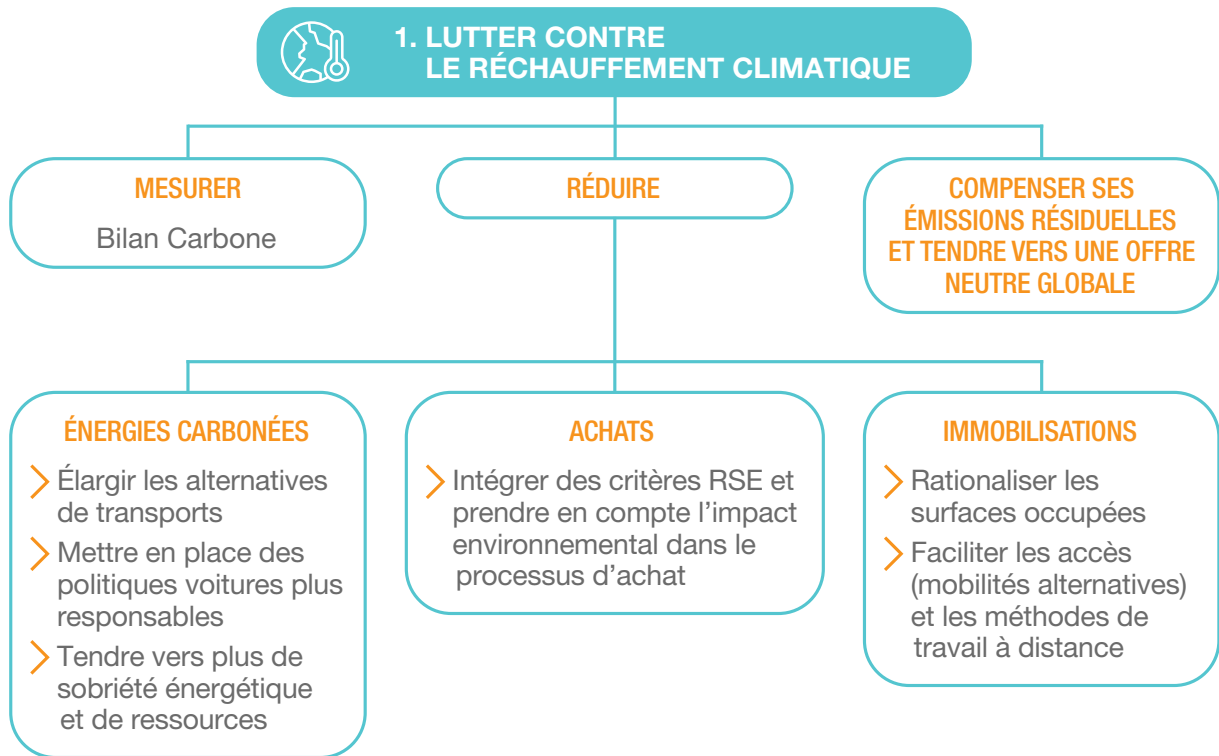 1. LUTTER CONTRE
LE RÉCHAUFFEMENT CLIMATIQUE
MESURER
Bilan Carbone
RÉDUIRE
COMPENSER SES
ÉMISSIONS RÉSIDUELLES
ET TENDRE VERS UNE OFFRE
NEUTRE GLOBALE
ÉNERGIES CARBONÉES
Élargir les alternatives
de transports
Mettre en place des
politiques voitures plus
responsables
Tendre vers plus de
sobriété énergétique
et de ressources
ACHATS
Intégrer des critères RSE et
prendre en compte l’impact
environnemental dans le
processus d’achat
IMMOBILISATIONS
Rationaliser les
surfaces occupées
Faciliter les accès
(mobilités alternatives)
et les méthodes de
travail à distance